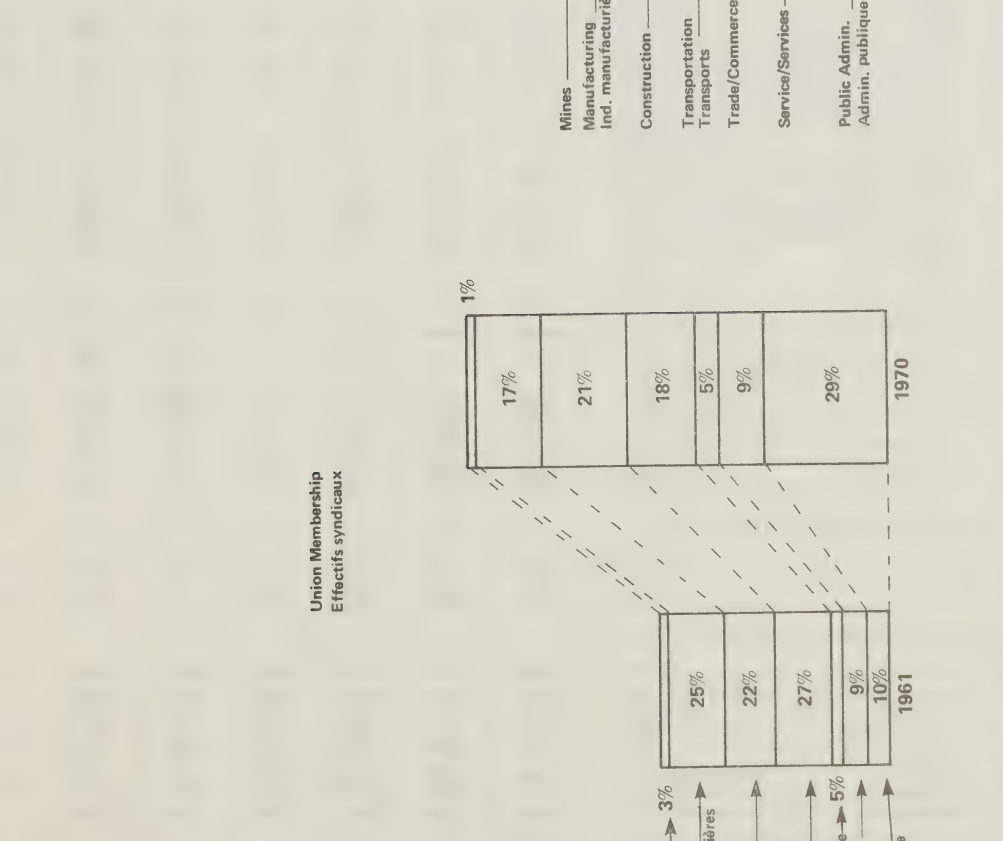 Union Membership
Effectifs syndicaux
3%
25%
22%
27%
5%
9%
10%
1961
ières
e
e
1%
17%
21%
18%
5%
9%
29%
1970
Mines
Manufacturing
Ind. manufacturiè
Construction
Transportation
Transports
Trade/Commerce
Service/Services
Public Admin.
Admin. publique